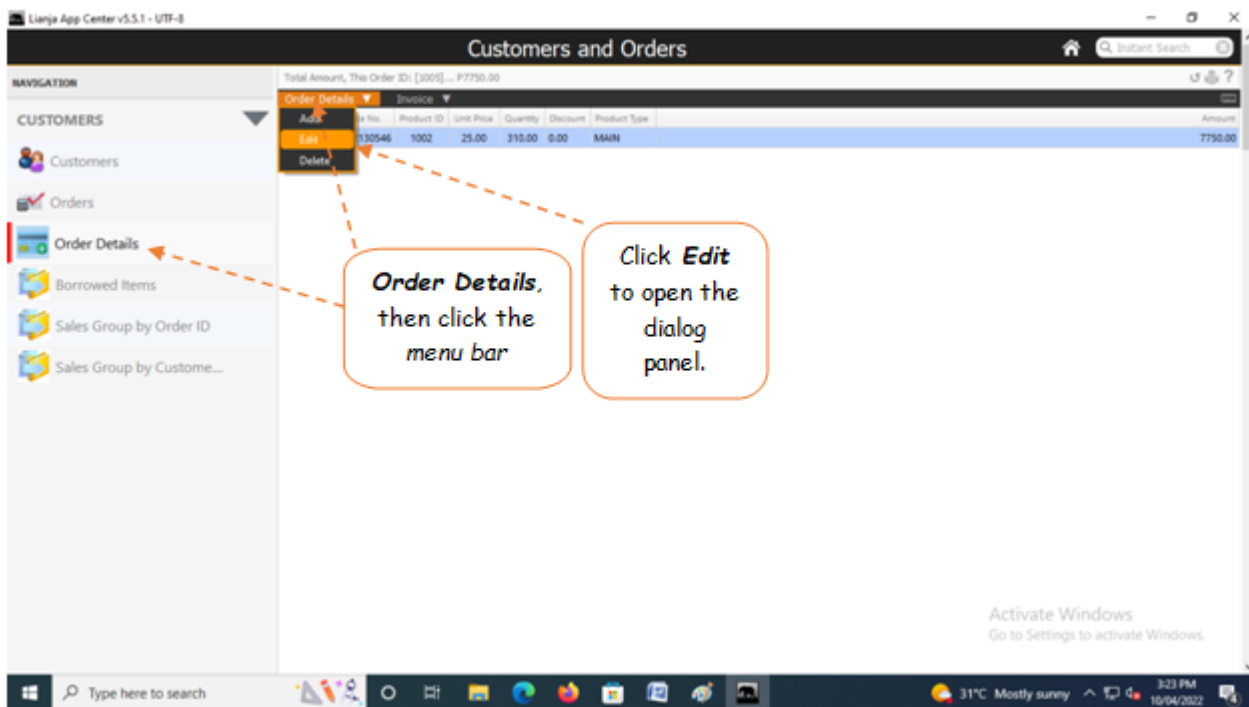 Lianja App Center v5.5.1 - UTF-8
Customers and Orders
Instant Search
NAVIGATION
Total Amount, This Order ID: [1005].... P7750.00
Order Details Invoice
CUSTOMERS
Add
le No. Product ID Unit Price Quantity Discount Product Type Amount
Edit
130546 1002 25.00 310.00 0.00 MAIN 7750.00
Delete
Customers
Orders
Order Details
Borrowed Items
Sales Group by Order ID
Sales Group by Custome...
Order Details,
then click the
menu bar
Click Edit
to open the
dialog
panel.
Activate Windows
Go to Settings to activate Windows.
Type here to search
31°C Mostly sunny
3:23 PM
10/04/2022